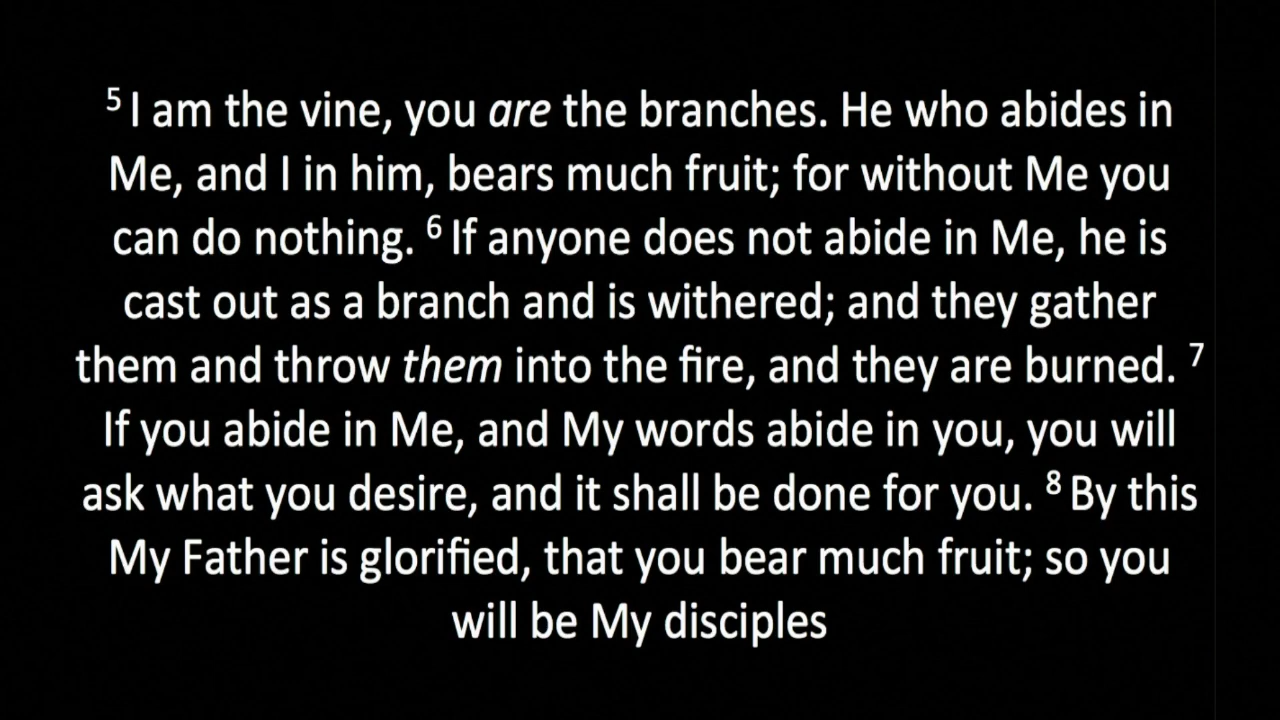 ⁵ I am the vine, you are the branches. He who abides in
Me, and I in him, bears much fruit; for without Me you
can do nothing. ⁶ If anyone does not abide in Me, he is
cast out as a branch and is withered; and they gather
them and throw them into the fire, and they are burned. ⁷
If you abide in Me, and My words abide in you, you will
ask what you desire, and it shall be done for you. ⁸ By this
My Father is glorified, that you bear much fruit; so you
will be My disciples